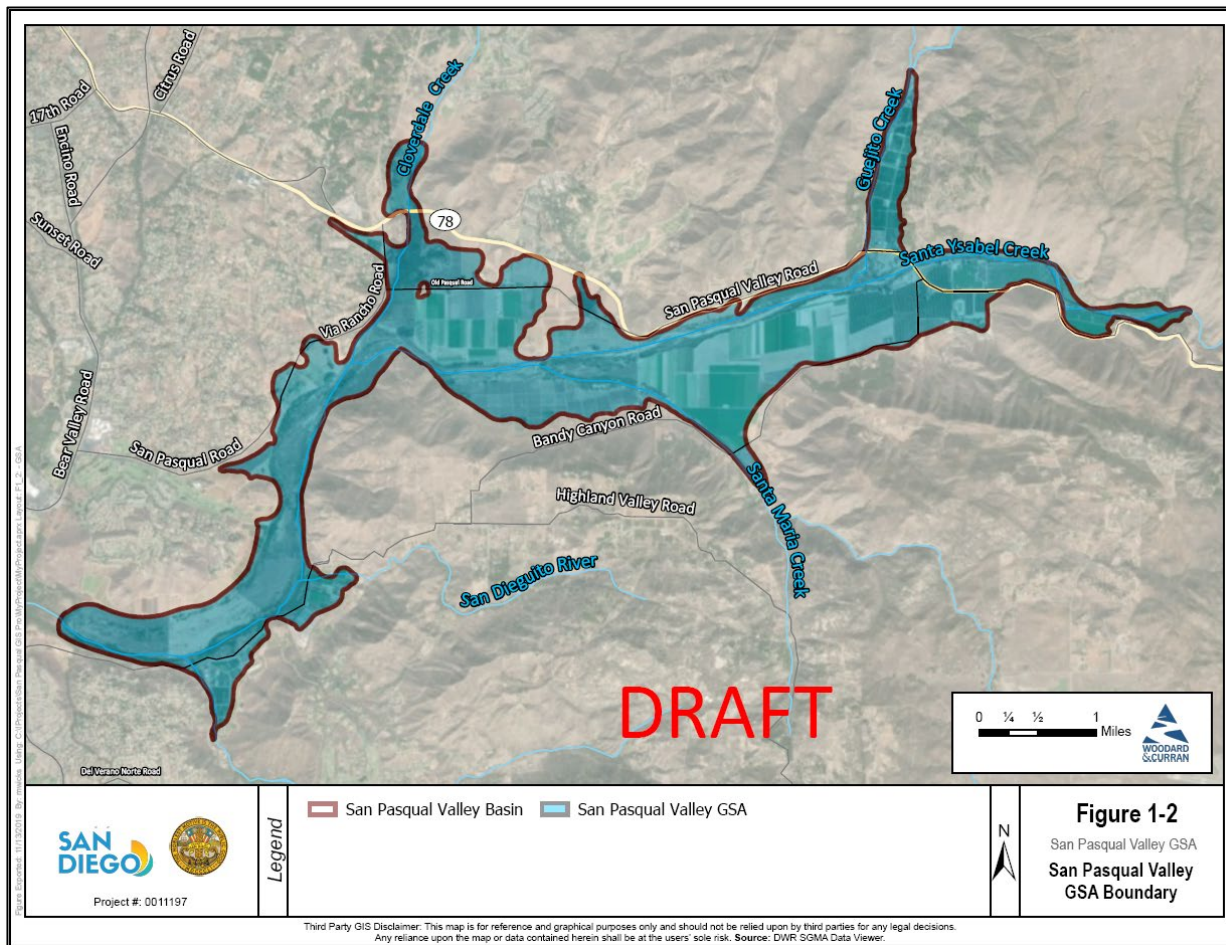 Citrus Road
17th Road
Encino Road
Sunset Road
Cloverdale Creek
Guejito Creek
78
Santa Ysabel Creek
San Pasqual Valley Road
Old Pasqual Road
Via Rancho Road
Bear Valley Road
San Pasqual Road
Bandy Canyon Road
Highland Valley Road
Santa Maria Creek
San Dieguito River
DRAFT
0 ¼ ½ 1
Miles
WOODARD
&CURRAN
Del Verano Norte Road
SAN
DIEGO
Project #: 0011197
Legend
San Pasqual Valley Basin
San Pasqual Valley GSA
N
Figure 1-2
San Pasqual Valley GSA
San Pasqual Valley
GSA Boundary
Third Party GIS Disclaimer: This map is for reference and graphical purposes only and should not be relied upon by third parties for any legal decisions.
Any reliance upon the map or data contained herein shall be at the users' sole risk. Source: DWR SGMA Data Viewer.